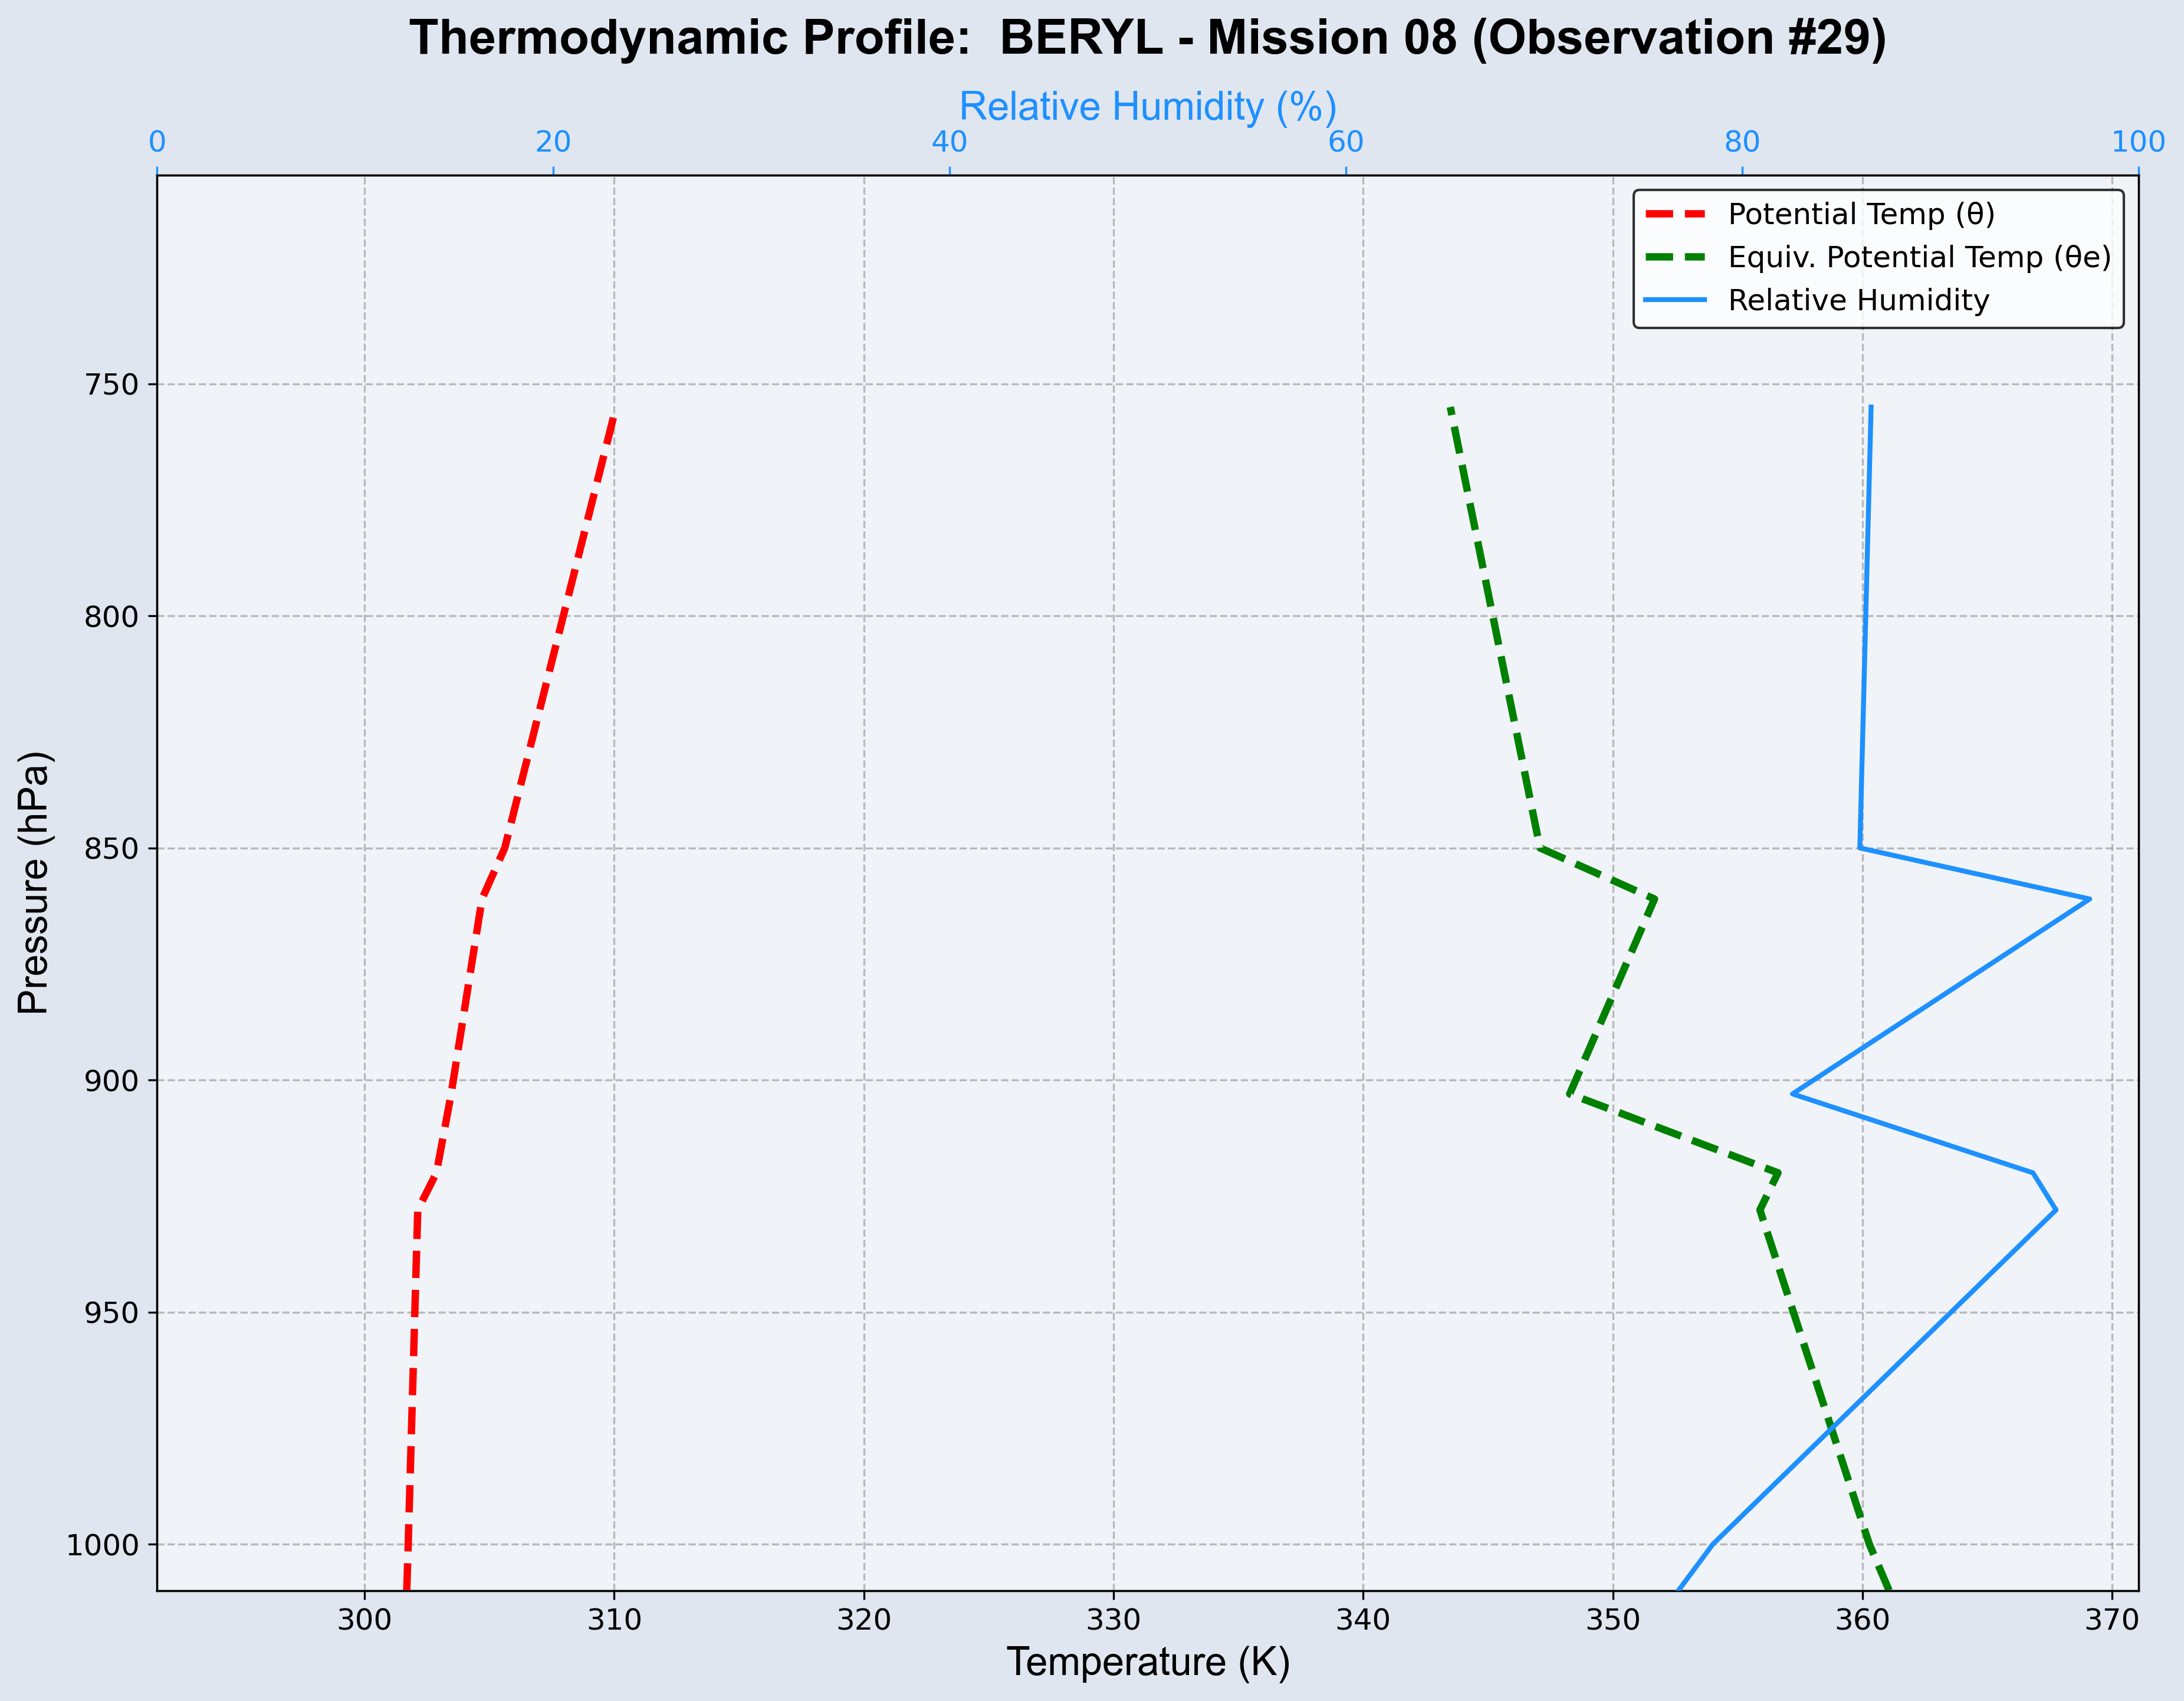 Thermodynamic Profile:  BERYL - Mission 08 (Observation #29)
Relative Humidity (%)
0 20 40 60 80 100
Potential Temp (θ)
Equiv. Potential Temp (θe)
Relative Humidity
Pressure (hPa)
750
800
850
900
950
1000
300 310 320 330 340 350 360 370
Temperature (K)